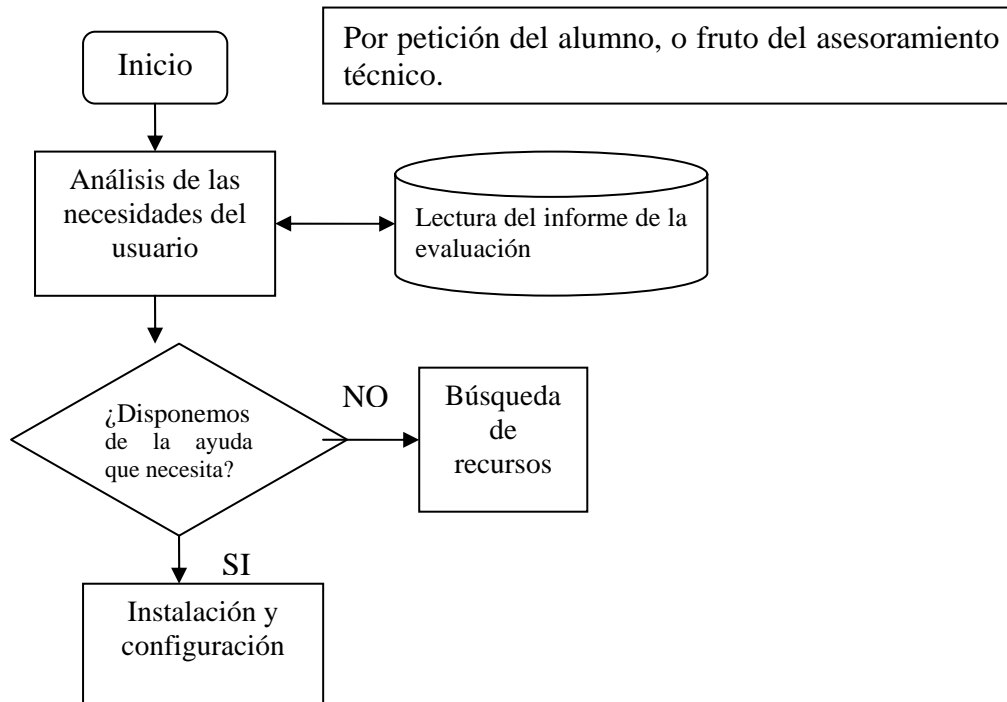 Inicio
Por petición del alumno, o fruto del asesoramiento
técnico.
Análisis de las
necesidades del
usuario
Lectura del informe de la
evaluación
¿Disponemos
de la ayuda
que necesita?
NO
Búsqueda
de
recursos
SI
Instalación y
configuración